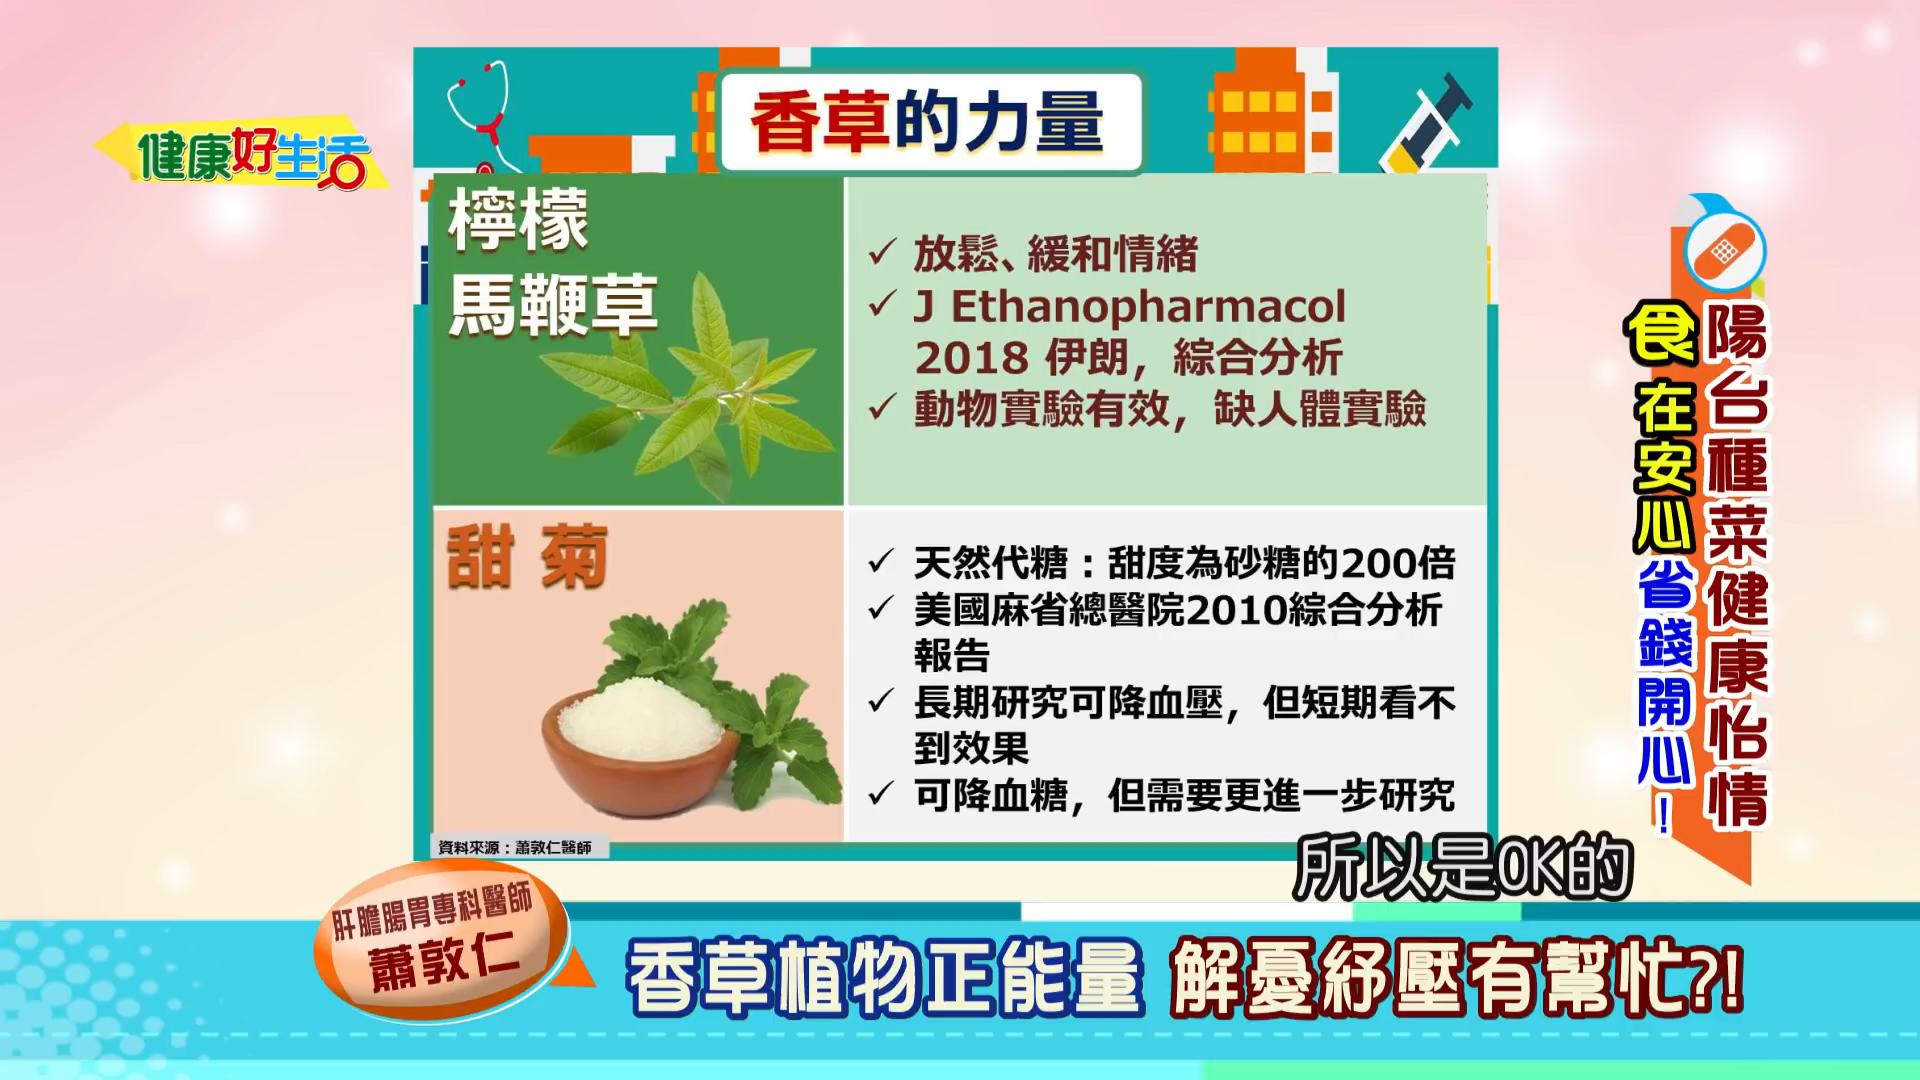 健康好生活
香草的力量
檸檬
馬鞭草
✓ 放鬆、緩和情緒
✓ J Ethanopharmacol
2018 伊朗，綜合分析
✓ 動物實驗有效，缺人體實驗
甜 菊
✓ 天然代糖：甜度為砂糖的200倍
✓ 美國麻省總醫院2010綜合分析
報告
✓ 長期研究可降血壓，但短期看不
到效果
✓ 可降血糖，但需要更進一步研究
資料來源：蕭敦仁醫師
陽台種菜健康怡情
食在安心省錢開心！
所以是OK的
肝膽腸胃專科醫師
蕭敦仁
香草植物正能量 解憂紓壓有幫忙?!